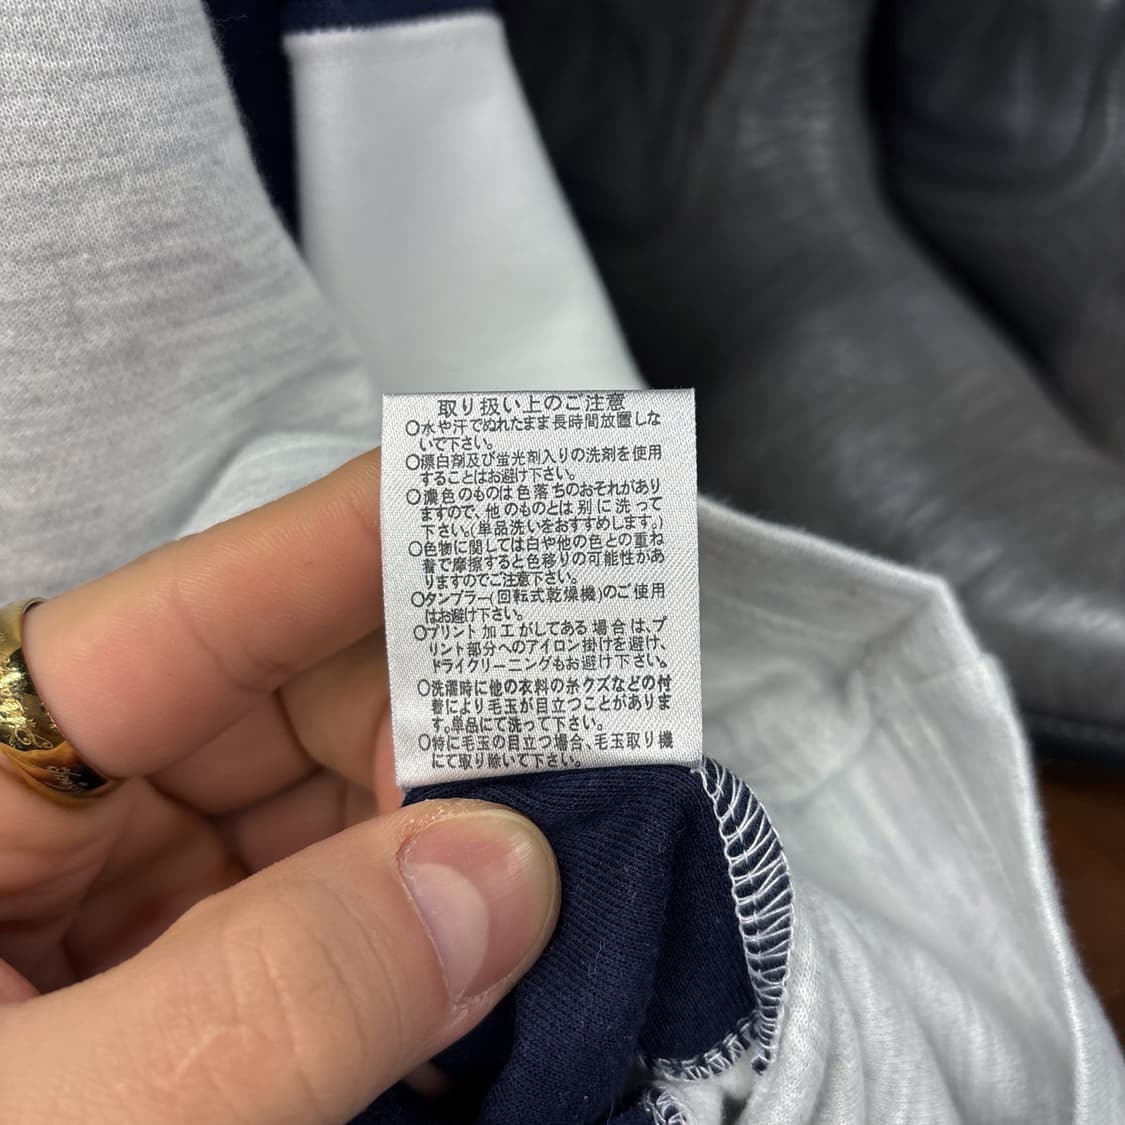 取り扱い上のご注意
○水や汗でぬれたまま長時間放置しな
いで下さい。
○漂白剤及び蛍光剤入りの洗剤を使用
することはお避け下さい。
○濃色のものは色落ちのおそれがあり
ますので、他のものとは別に洗って
下さい。(単品洗いをおすすめします。)
○色物に関しては白や他の色との重ね
着で摩擦すると色移りの可能性があ
りますのでご注意下さい。
○タンブラー(回転式乾燥機)のご使用
はお避け下さい。
○プリント加工がしてある場合は、プ
リント部分へのアイロン掛けを避け、
ドライクリーニングもお避け下さい。
○洗濯時に他の衣料の糸クズなどの付
着により毛玉が目立つことがありま
す。単品にて洗って下さい。
○特に毛玉の目立つ場合、毛玉取り機
にて取り除いて下さい。